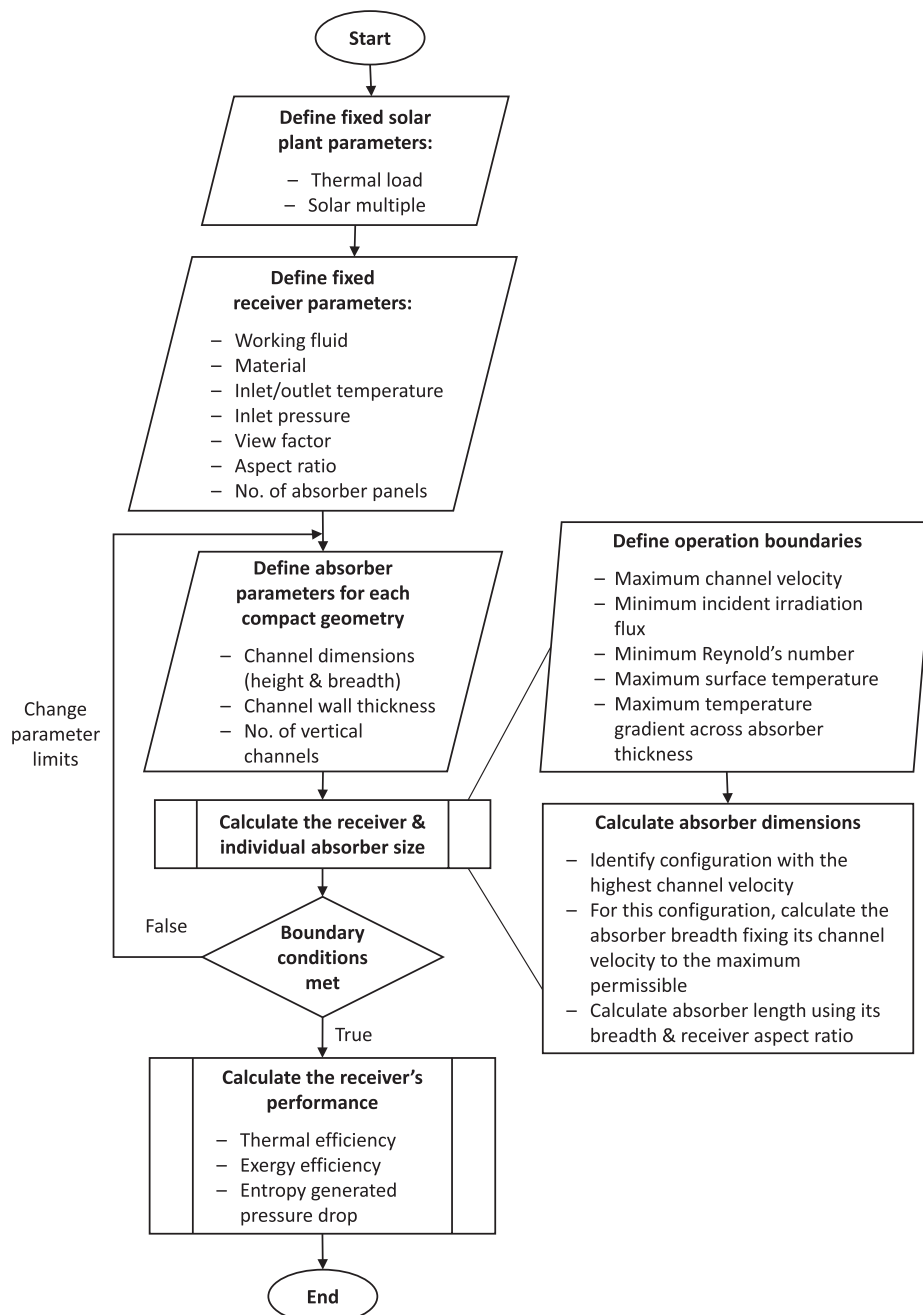 Start
Define fixed solar
plant parameters:
– Thermal load
– Solar multiple
Define fixed
receiver parameters:
– Working fluid
– Material
– Inlet/outlet temperature
– Inlet pressure
– View factor
– Aspect ratio
– No. of absorber panels
Define absorber
parameters for each
compact geometry
– Channel dimensions
(height & breadth)
– Channel wall thickness
– No. of vertical
channels
Change
parameter
limits
Calculate the receiver &
individual absorber size
False
Boundary
conditions
met
True
Calculate the receiver’s
performance
– Thermal efficiency
– Exergy efficiency
– Entropy generated
pressure drop
End
Define operation boundaries
– Maximum channel velocity
– Minimum incident irradiation
flux
– Minimum Reynold’s number
– Maximum surface temperature
– Maximum temperature
gradient across absorber
thickness
Calculate absorber dimensions
– Identify configuration with the
highest channel velocity
– For this configuration, calculate the
absorber breadth fixing its channel
velocity to the maximum
permissible
– Calculate absorber length using its
breadth & receiver aspect ratio